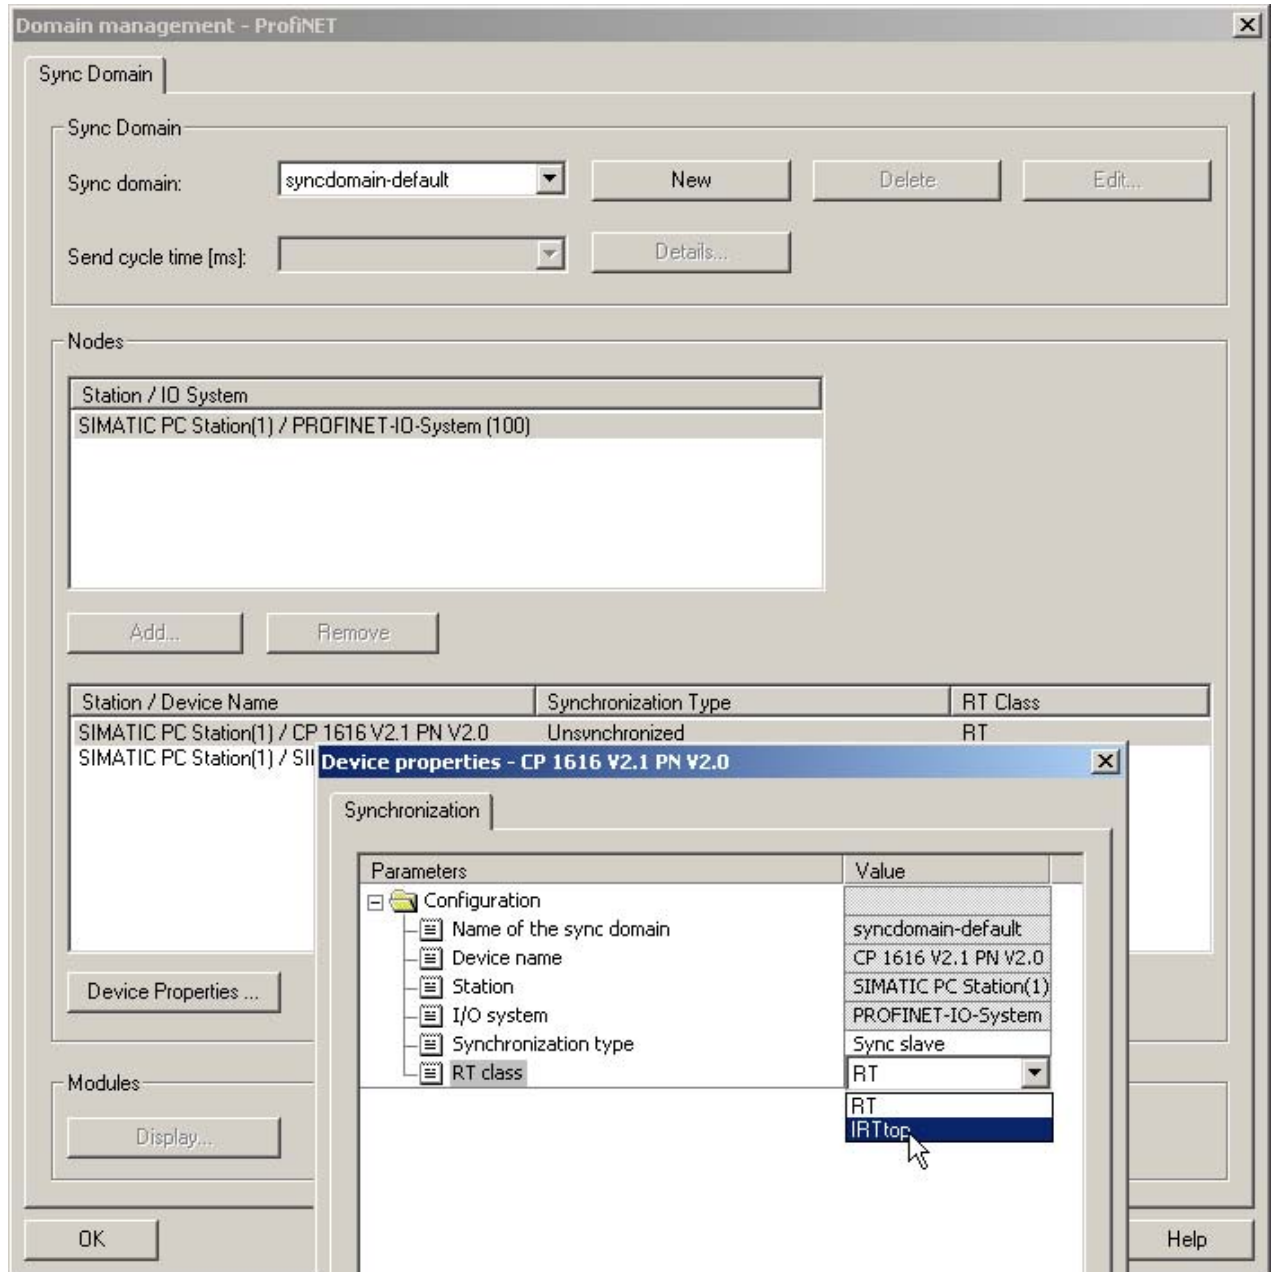 Domain management - ProfiNET
Sync Domain
Sync Domain
Sync domain: syncdomain-default New Delete Edit...
Send cycle time [ms]: Details...
Nodes
Station / IO System
SIMATIC PC Station(1) / PROFINET-IO-System (100)
Add... Remove
Station / Device Name Synchronization Type RT Class
SIMATIC PC Station(1) / CP 1616 V2.1 PN V2.0 Unsynchronized RT
SIMATIC PC Station(1) /
Device properties - CP 1616 V2.1 PN V2.0
Synchronization
Parameters Value
Configuration
Name of the sync domain syncdomain-default
Device name CP 1616 V2.1 PN V2.0
Station SIMATIC PC Station(1)
I/O system PROFINET-IO-System
Synchronization type Sync slave
RT class RT
RT
IRTtop
Device Properties ...
Modules
Display...
OK Help